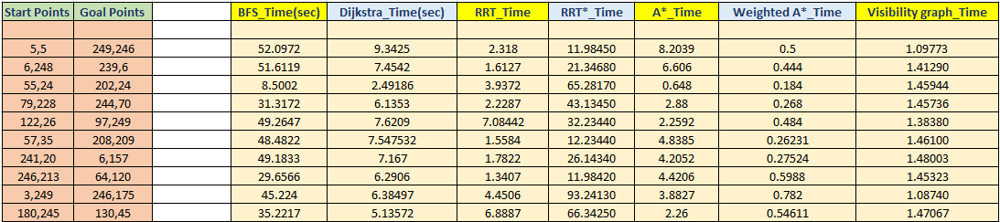 Start Points Goal Points BFS_Time(sec) Dijkstra_Time(sec) RRT_Time RRT*_Time A*_Time Weighted A*_Time Visibility graph_Time
5,5 249,246 52.0972 9.3425 2.318 11.98450 8.2039 0.5 1.09773
6,248 239,6 51.6119 7.4542 1.6127 21.34680 6.606 0.444 1.41290
55,24 202,24 8.5002 2.49186 3.9372 65.28170 0.648 0.184 1.45944
79,228 244,70 31.3172 6.1353 2.2287 43.13450 2.88 0.268 1.45736
122,26 97,249 49.2647 7.6209 7.08442 32.23440 2.2592 0.484 1.38380
57,35 208,209 48.4822 7.547532 1.5584 12.23440 4.8385 0.26231 1.46100
241,20 6,157 49.1833 7.167 1.7822 26.14340 4.2052 0.27524 1.48003
246,213 64,120 29.6566 6.2906 1.3407 11.98420 4.4206 0.5988 1.45323
3,249 246,175 45.224 6.38497 4.4506 93.24130 3.8827 0.782 1.08740
180,245 130,45 35.2217 5.13572 6.8887 66.34250 2.26 0.54611 1.47067